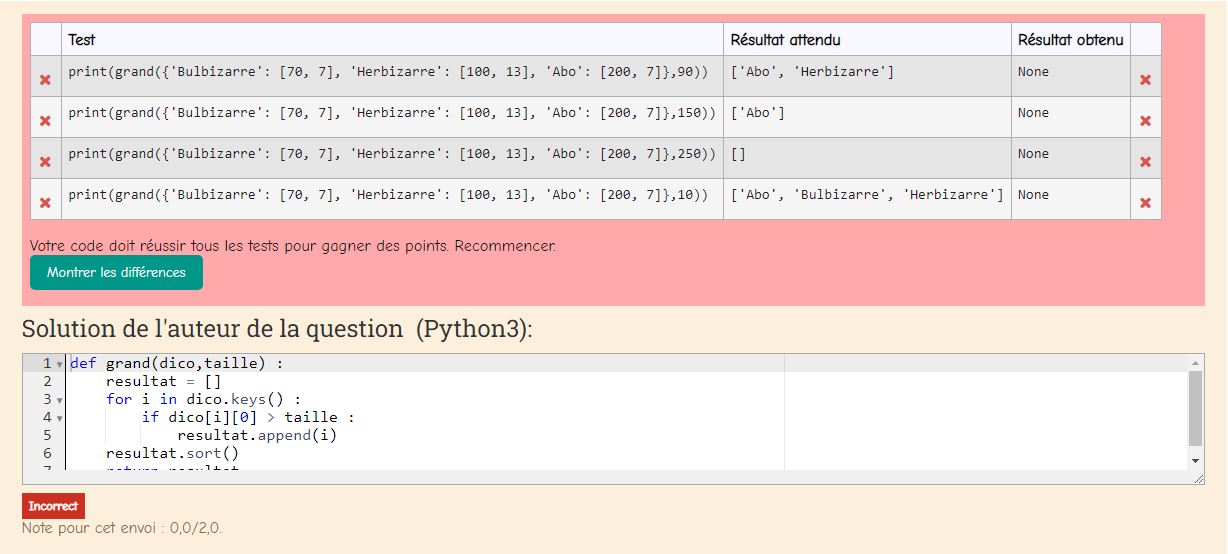 Test Résultat attendu Résultat obtenu
print(grand({'Bulbizarre': [70, 7], 'Herbizarre': [100, 13], 'Abo': [200, 7]},90)) ['Abo', 'Herbizarre'] None
print(grand({'Bulbizarre': [70, 7], 'Herbizarre': [100, 13], 'Abo': [200, 7]},150)) ['Abo'] None
print(grand({'Bulbizarre': [70, 7], 'Herbizarre': [100, 13], 'Abo': [200, 7]},250)) [] None
print(grand({'Bulbizarre': [70, 7], 'Herbizarre': [100, 13], 'Abo': [200, 7]},10)) ['Abo', 'Bulbizarre', 'Herbizarre'] None
Votre code doit réussir tous les tests pour gagner des points. Recommencer.
Montrer les différences
Solution de l'auteur de la question (Python3):
1 def grand(dico,taille) :
2 resultat = []
3 for i in dico.keys() :
4 if dico[i][0] > taille :
5 resultat.append(i)
6 resultat.sort()
7 return resultat
Incorrect
Note pour cet envoi : 0,0/2,0.